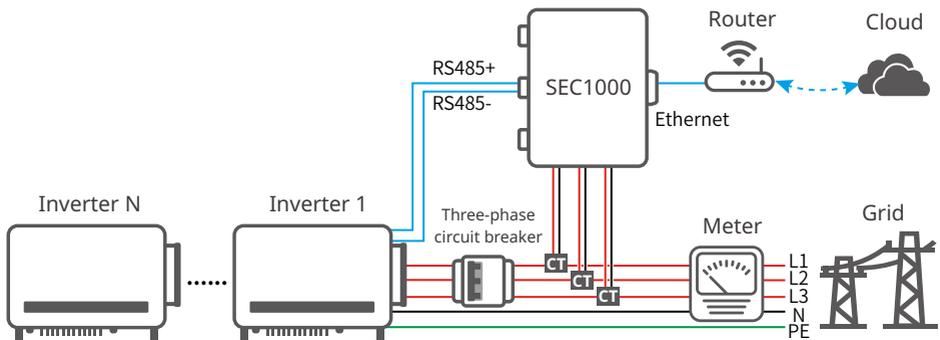 Router
Cloud
RS485+
SEC1000
RS485-
Ethernet
Inverter N
Inverter 1
Three-phase
circuit breaker
Meter
Grid
CT
CT
CT
L1
L2
L3
N
PE